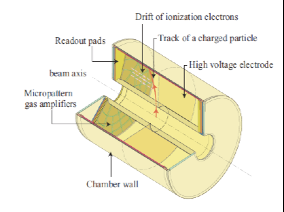 Drift of ionization electrons
Readout pads
Track of a charged particle
High voltage electrode
beam axis
Micropattern
gas amplifiers
Chamber wall